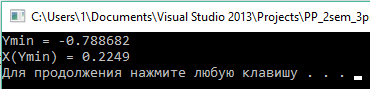 C:\Users\1\Documents\Visual Studio 2013\Projects\PP_2sem_3p
Ymin = -0.788682
X(Ymin) = 0.2249
Для продолжения нажмите любую клавишу . . .